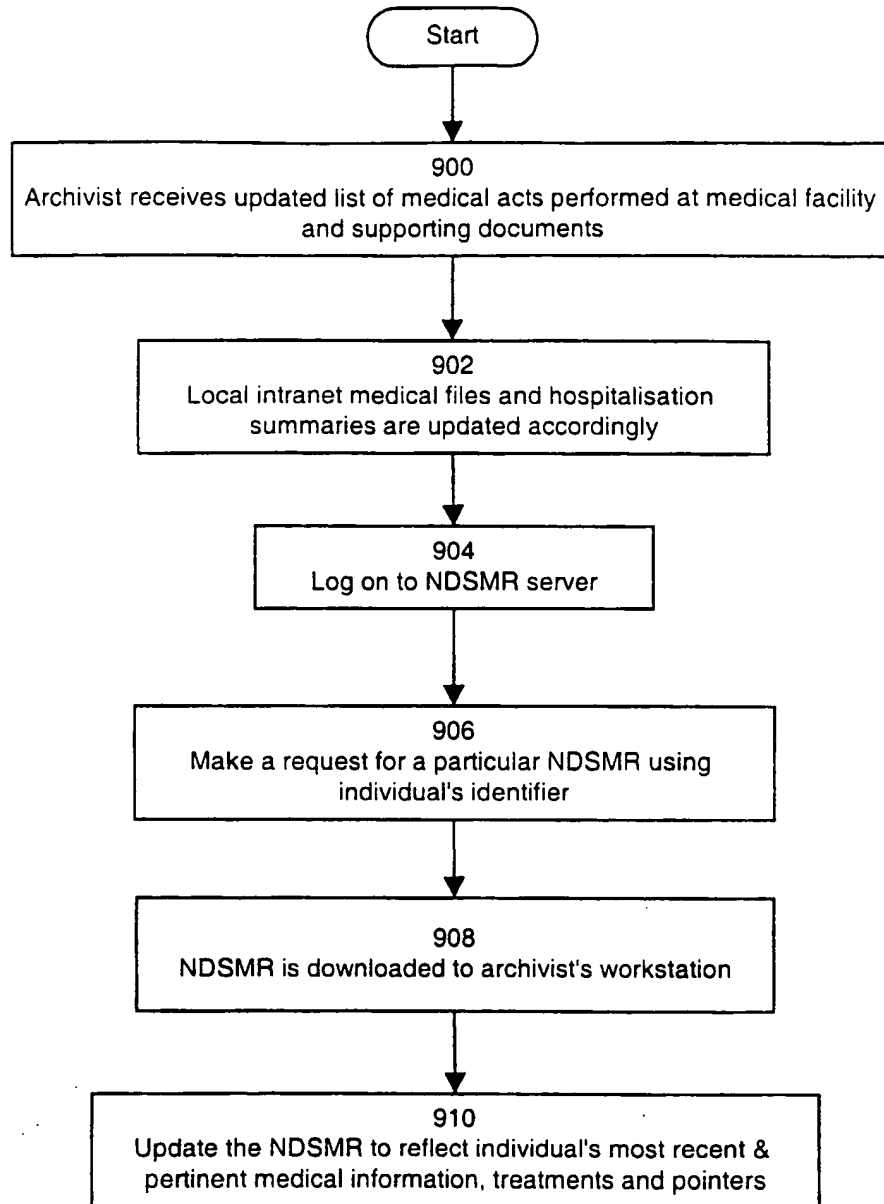 Start
900
Archivist receives updated list of medical acts performed at medical facility
and supporting documents
902
Local intranet medical files and hospitalisation
summaries are updated accordingly
904
Log on to NDSMR server
906
Make a request for a particular NDSMR using
individual's identifier
908
NDSMR is downloaded to archivist's workstation
910
Update the NDSMR to reflect individual's most recent &
pertinent medical information, treatments and pointers